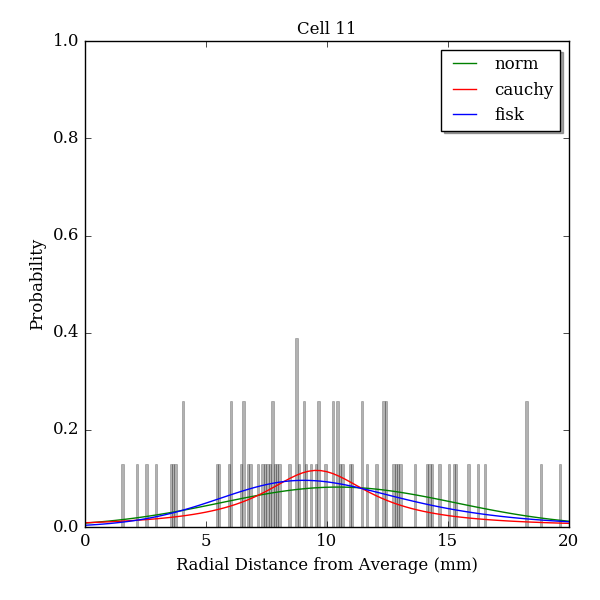 Cell 11
1.0
0.8
0.6
0.4
0.2
0.0
Probability
norm
cauchy
fisk
0 5 10 15 20
Radial Distance from Average (mm)